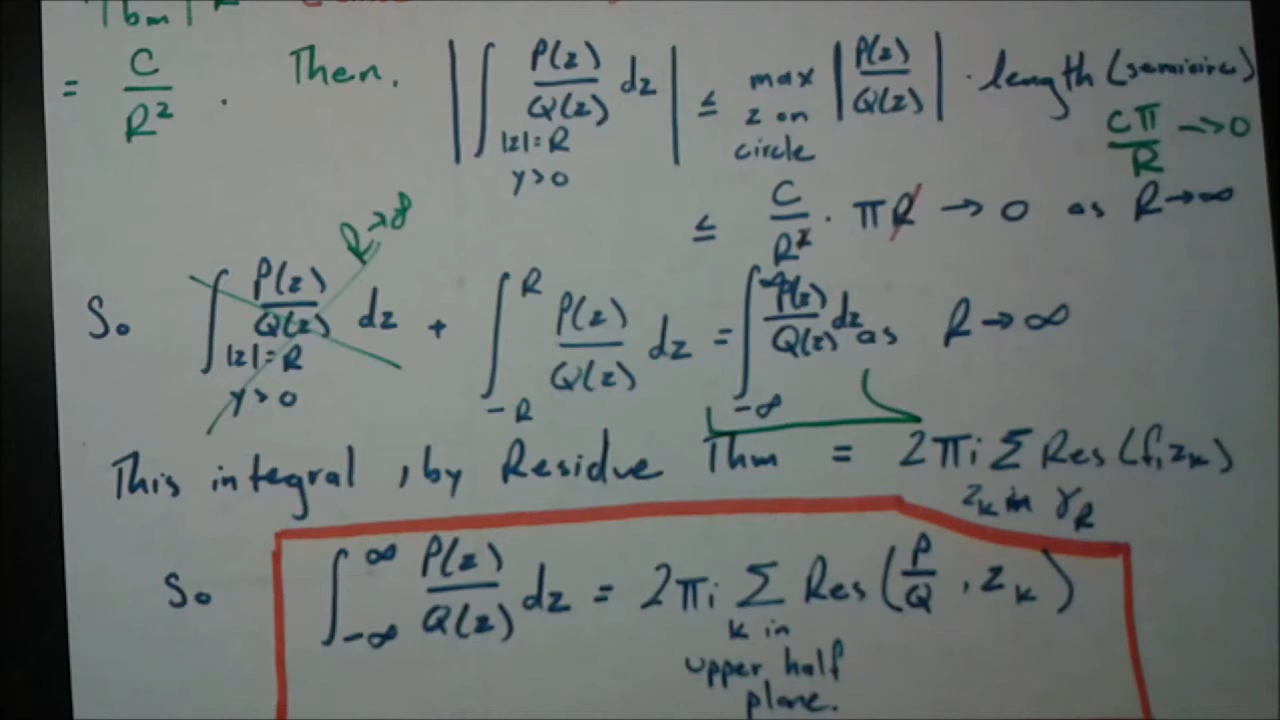 = C/R² . Then. |∫_{|z|=R, y>0} P(z)/Q(z) dz| ≤ max_{z on circle} |P(z)/Q(z)| · length (semicirc)
Cπ/R → 0
≤ C/R² · πR → 0 as R → ∞
R → ∞
So ∫_{|z|=R, y>0} P(z)/Q(z) dz + ∫_{-R}^{R} P(z)/Q(z) dz = ∫_{-∞}^{∞} P(z)/Q(z) dz as R → ∞
This integral, by Residue Thm = 2πi Σ_{z_k in γ_R} Res(f, z_k)
So ∫_{-∞}^{∞} P(z)/Q(z) dz = 2πi Σ_{k in upper half plane.} Res(P/Q, z_k)